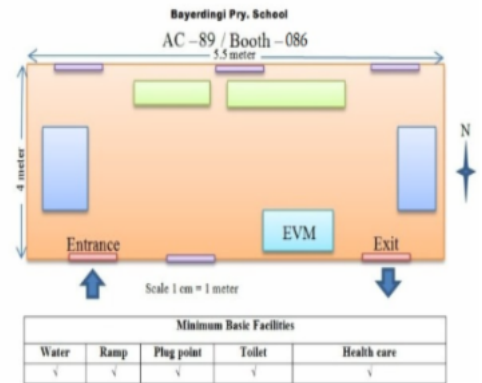 Bayerdingi Pry. School
AC –89 / Booth –086
5.5 meter
4 meter
N
EVM
Entrance
Exit
Scale 1 cm = 1 meter
Minimum Basic Facilities
Water Ramp Plug point Toilet Health care
√ √ √ √ √